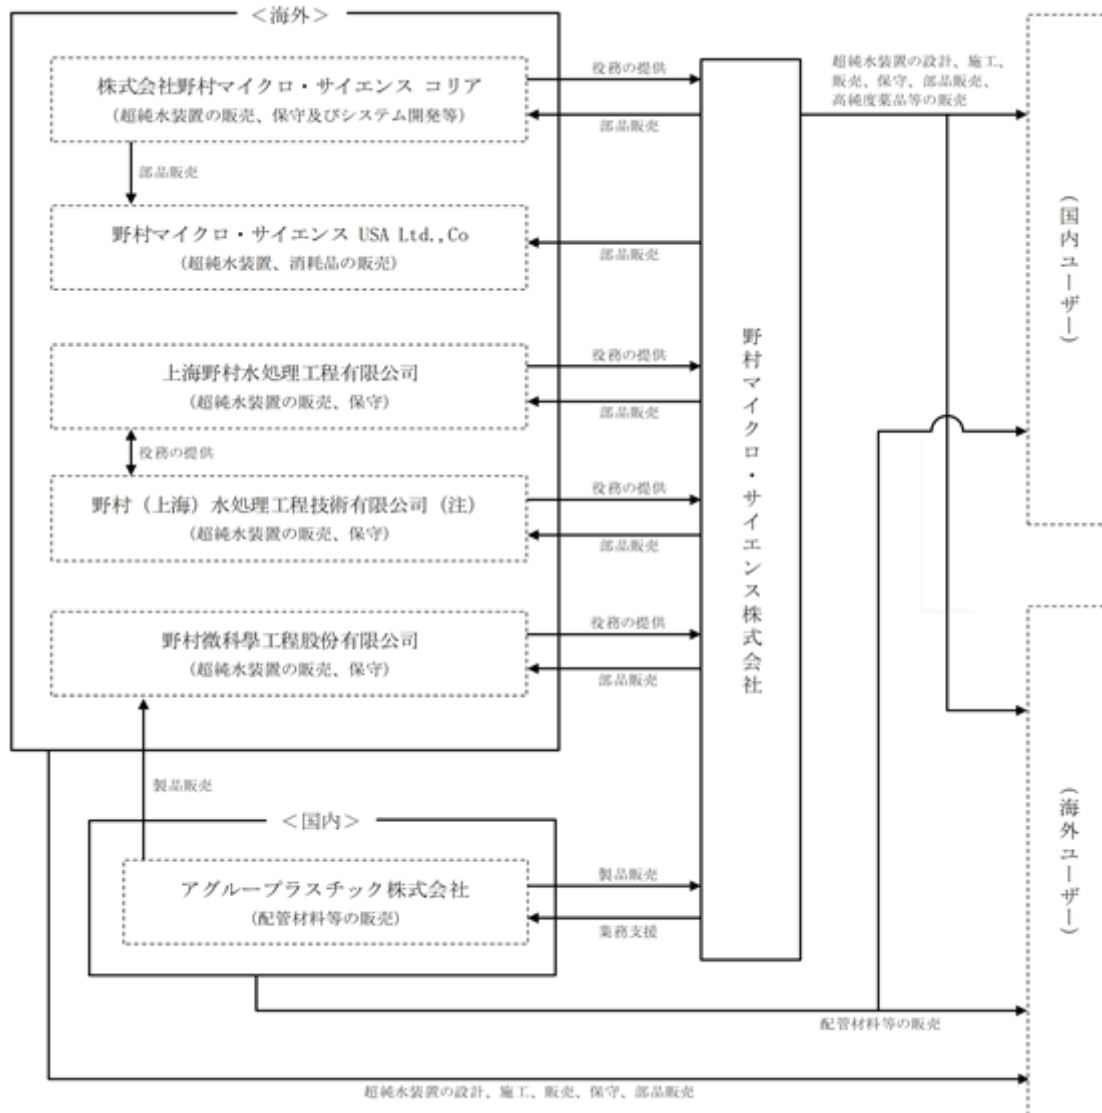 ＜海外＞
株式会社野村マイクロ・サイエンス コリア
(超純水装置の販売、保守及びシステム開発等)
役務の提供
部品販売
部品販売
野村マイクロ・サイエンス USA Ltd.,Co
(超純水装置、消耗品の販売)
部品販売
上海野村水処理工程有限公司
(超純水装置の販売、保守)
役務の提供
部品販売
役務の提供
野村（上海）水処理工程技術有限公司（注）
(超純水装置の販売、保守)
役務の提供
部品販売
野村微科學工程股份有限公司
(超純水装置の販売、保守)
役務の提供
部品販売
製品販売
＜国内＞
アグループラスチック株式会社
(配管材料等の販売)
製品販売
業務支援
野村マイクロ・サイエンス株式会社
超純水装置の設計、施工、
販売、保守、部品販売、
高純度薬品等の販売
（国内ユーザー）
（海外ユーザー）
配管材料等の販売
超純水装置の設計、施工、販売、保守、部品販売